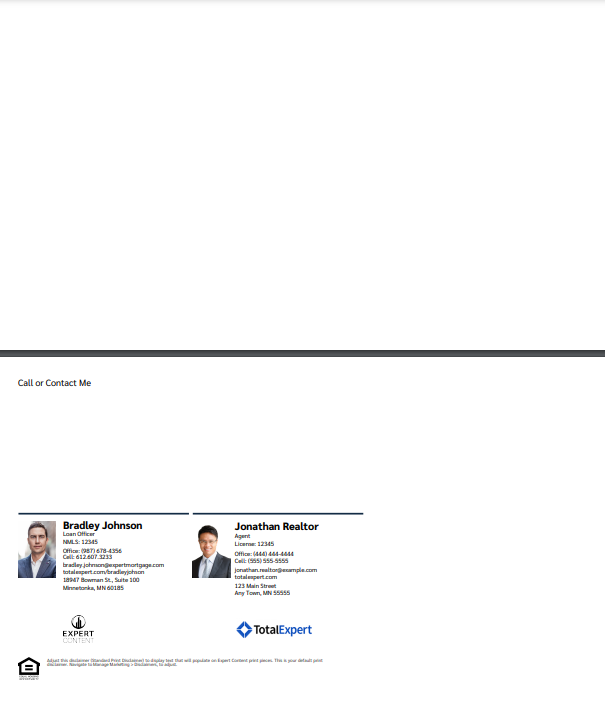 Call or Contact Me
Bradley Johnson
Loan Officer
NMLS: 12345
Office: (987) 678-4356
Cell: 612.607.3233
bradley.johnson@expertmortgage.com
totalexpert.com/bradleyjohson
18947 Bowman St., Suite 100
Minnetonka, MN 60185
Jonathan Realtor
Agent
License: 12345
Office: (444) 444-4444
Cell: (555) 555-5555
jonathan.realtor@example.com
totalexpert.com
123 Main Street
Any Town, MN 55555
EXPERT
CONTENT
TotalExpert
Adjust this disclaimer (Standard Print Disclaimer) to display text that will populate on Expert Content print pieces. This is your default print
disclaimer. Navigate to Manage Marketing > Disclaimers, to adjust.